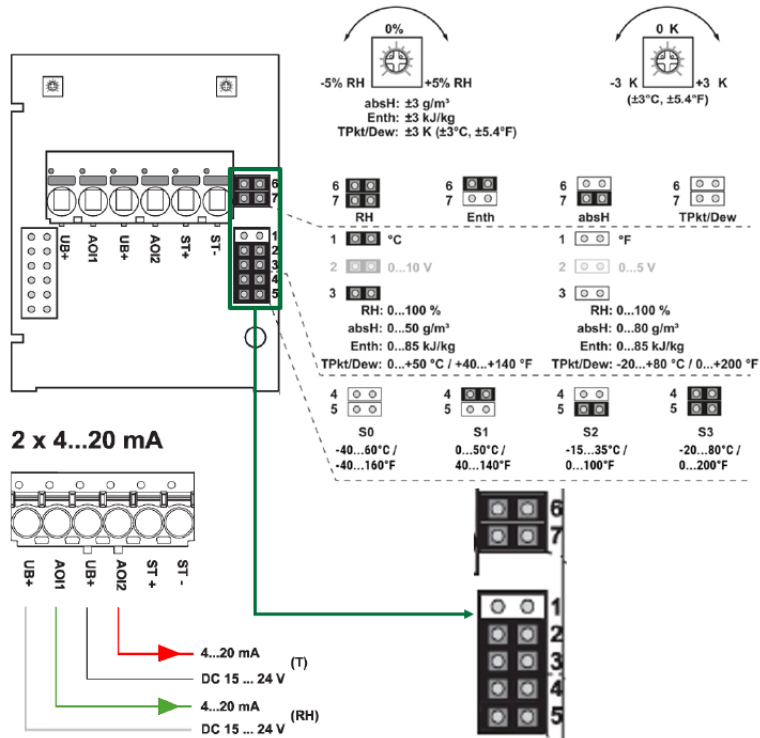 0%
-5% RH
+5% RH
absH: ±3 g/m³
Enth: ±3 kJ/kg
TPkt/Dew: ±3 K (±3°C, ±5.4°F)
0 K
-3 K
+3 K
(±3°C, ±5.4°F)
6
7
1
2
3
4
5
UB+
AOI1
UB+
AOI2
ST+
ST-
6
7
RH
6
7
Enth
6
7
absH
6
7
TPkt/Dew
1 °C
2 0...10 V
3
RH: 0...100 %
absH: 0...50 g/m³
Enth: 0...85 kJ/kg
TPkt/Dew: 0...+50 °C / +40...+140 °F
1 °F
2 0...5 V
3
RH: 0...100 %
absH: 0...80 g/m³
Enth: 0...85 kJ/kg
TPkt/Dew: -20...+80 °C / 0...+200 °F
4
5
S0
-40...60°C /
-40...160°F
4
5
S1
0...50°C /
40...140°F
4
5
S2
-15...35°C /
0...100°F
4
5
S3
-20...80°C /
0...200°F
2 x 4...20 mA
UB+
AOI1
UB+
AOI2
ST +
ST -
4...20 mA
(T)
DC 15 ... 24 V
4...20 mA
(RH)
DC 15 ... 24 V
6
7
1
2
3
4
5